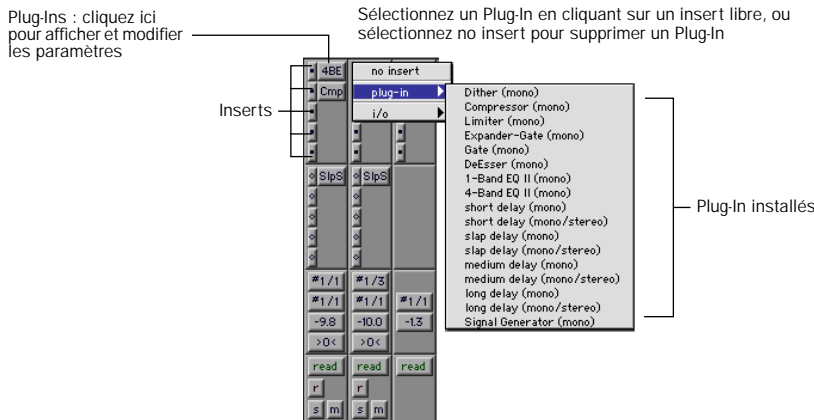 Plug-Ins : cliquez ici
pour afficher et modifier
les paramètres
Sélectionnez un Plug-In en cliquant sur un insert libre, ou
sélectionnez no insert pour supprimer un Plug-In
Inserts
4BE
Cmp
no insert
plug-in
i/o
Dither (mono)
Compressor (mono)
Limiter (mono)
Expander-Gate (mono)
Gate (mono)
DeEsser (mono)
1-Band EQ II (mono)
4-Band EQ II (mono)
short delay (mono)
short delay (mono/stereo)
slap delay (mono)
slap delay (mono/stereo)
medium delay (mono)
medium delay (mono/stereo)
long delay (mono)
long delay (mono/stereo)
Signal Generator (mono)
Plug-In installés
SlpS SlpS
#1/1 #1/3
#1/1 #1/1 #1/1
-9.8 -10.0 -1.3
>0< >0<
read read read
r r
s m s m